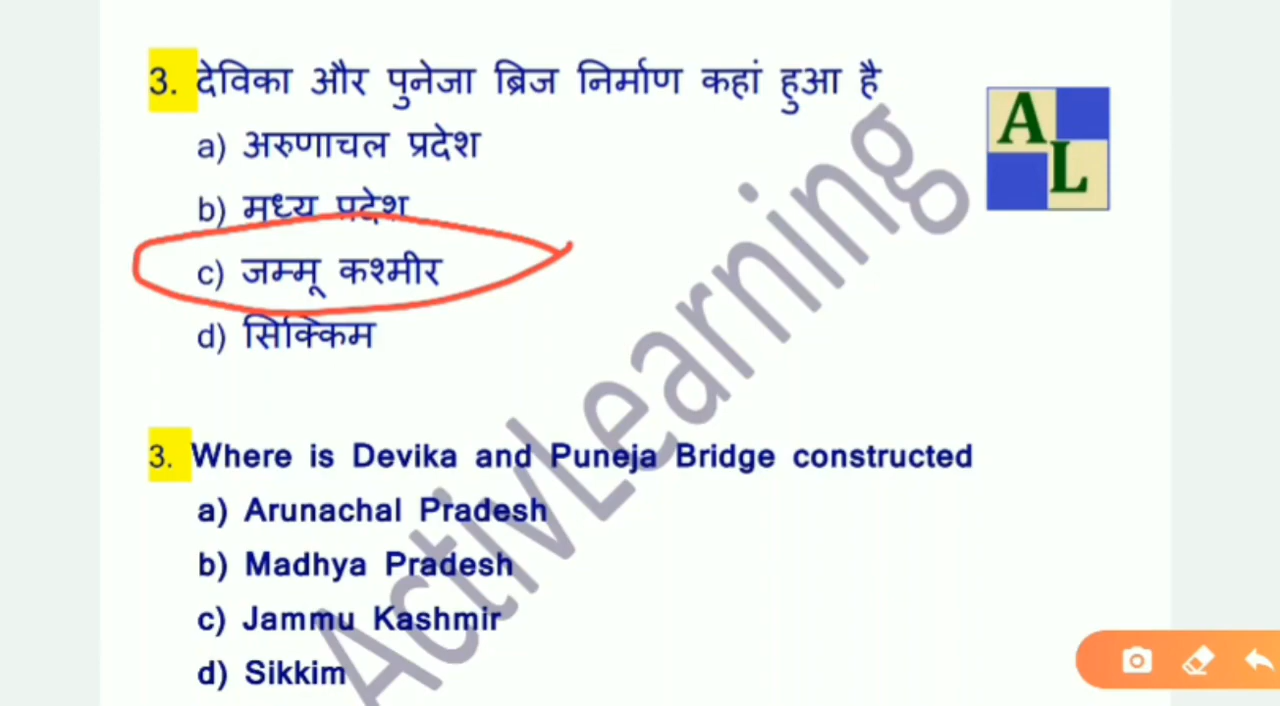 3. देविका और पुनेजा ब्रिज निर्माण कहां हुआ है
a) अरुणाचल प्रदेश
b) मध्य प्रदेश
c) जम्मू कश्मीर
d) सिक्किम
AL
3. Where is Devika and Puneja Bridge constructed
a) Arunachal Pradesh
b) Madhya Pradesh
c) Jammu Kashmir
d) Sikkim
ActivLearning